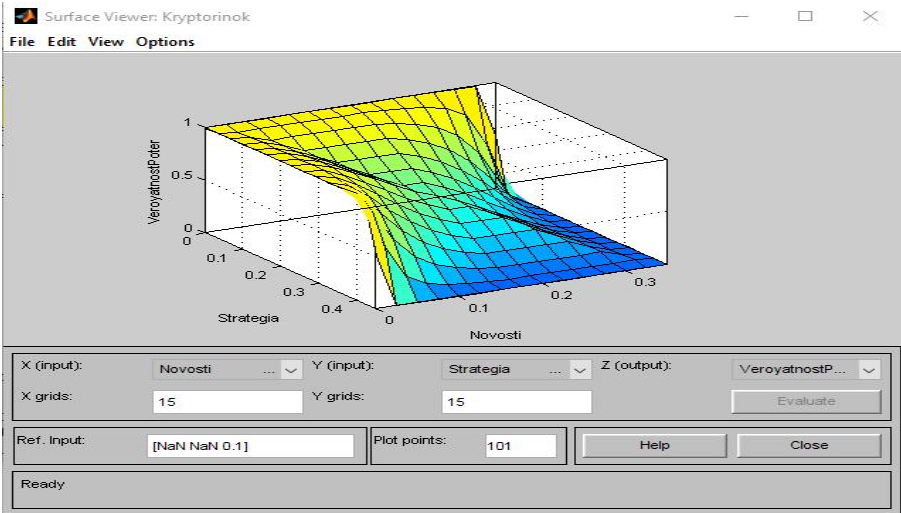 Surface Viewer: Kryptorinok
File Edit View Options
VeroyatnostPoter
1
0.5
0
0
0.1
0.2
0.3
0.4
Strategia
0
0.1
0.2
0.3
Novosti
X (input): Novosti ... Y (input): Strategia ... Z (output): VeroyatnostP...
X grids: 15 Y grids: 15 Evaluate
Ref. Input: [NaN NaN 0.1] Plot points: 101 Help Close
Ready